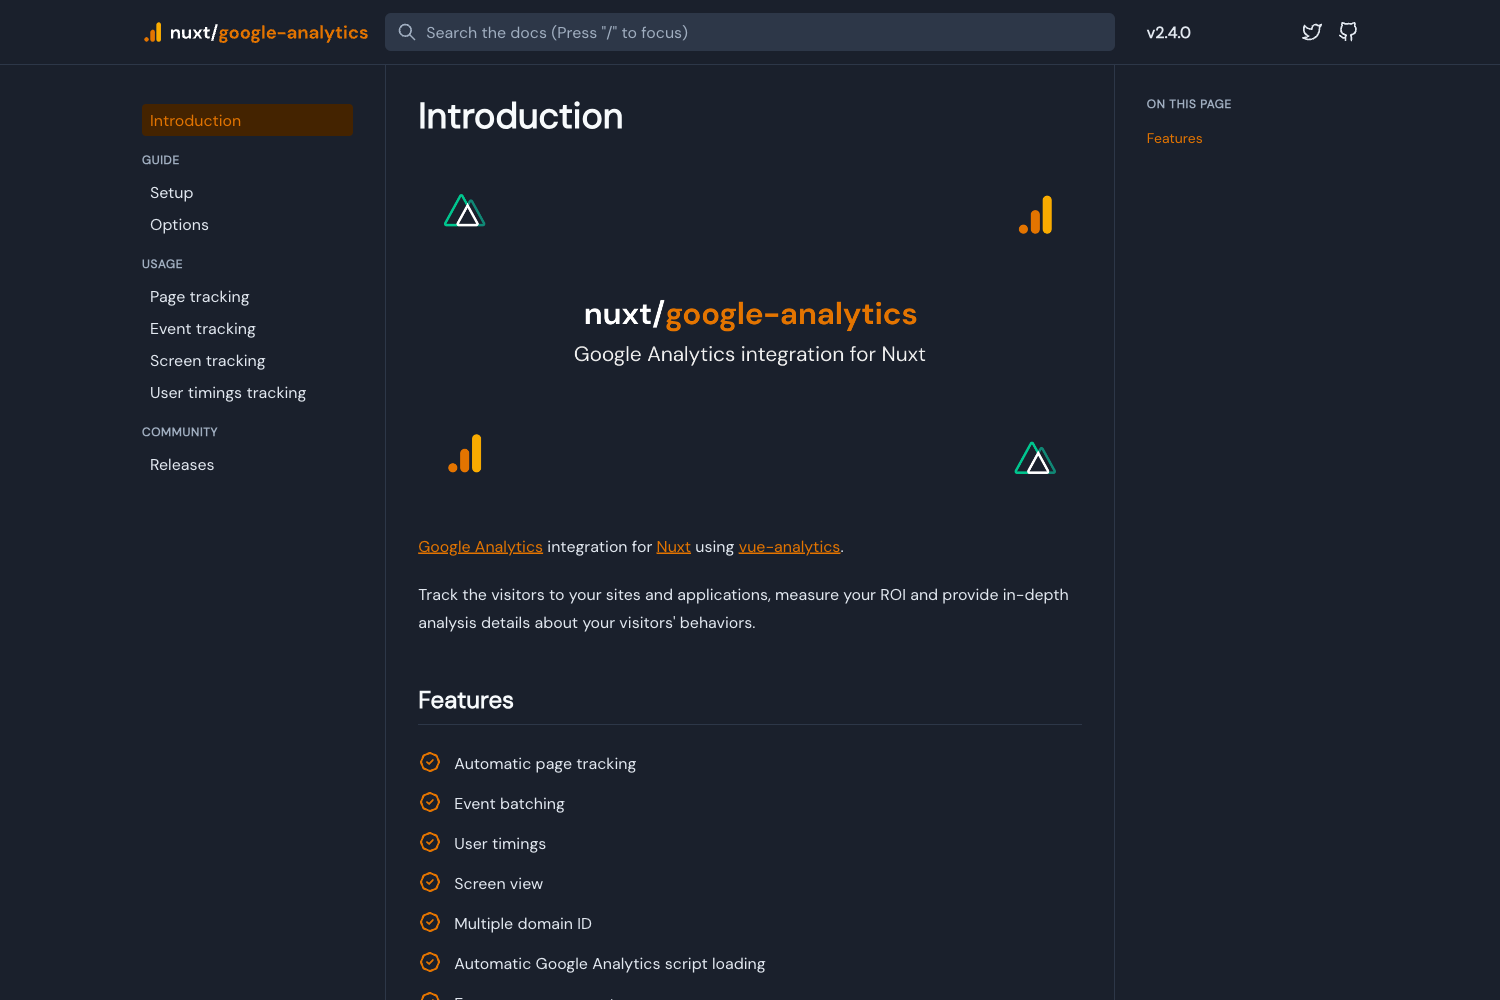 nuxt/google-analytics
Search the docs (Press "/" to focus)
v2.4.0
Introduction
GUIDE
Setup
Options
USAGE
Page tracking
Event tracking
Screen tracking
User timings tracking
COMMUNITY
Releases
Introduction
nuxt/google-analytics
Google Analytics integration for Nuxt
Google Analytics integration for Nuxt using vue-analytics.
Track the visitors to your sites and applications, measure your ROI and provide in-depth
analysis details about your visitors' behaviors.
Features
Automatic page tracking
Event batching
User timings
Screen view
Multiple domain ID
Automatic Google Analytics script loading
ON THIS PAGE
Features